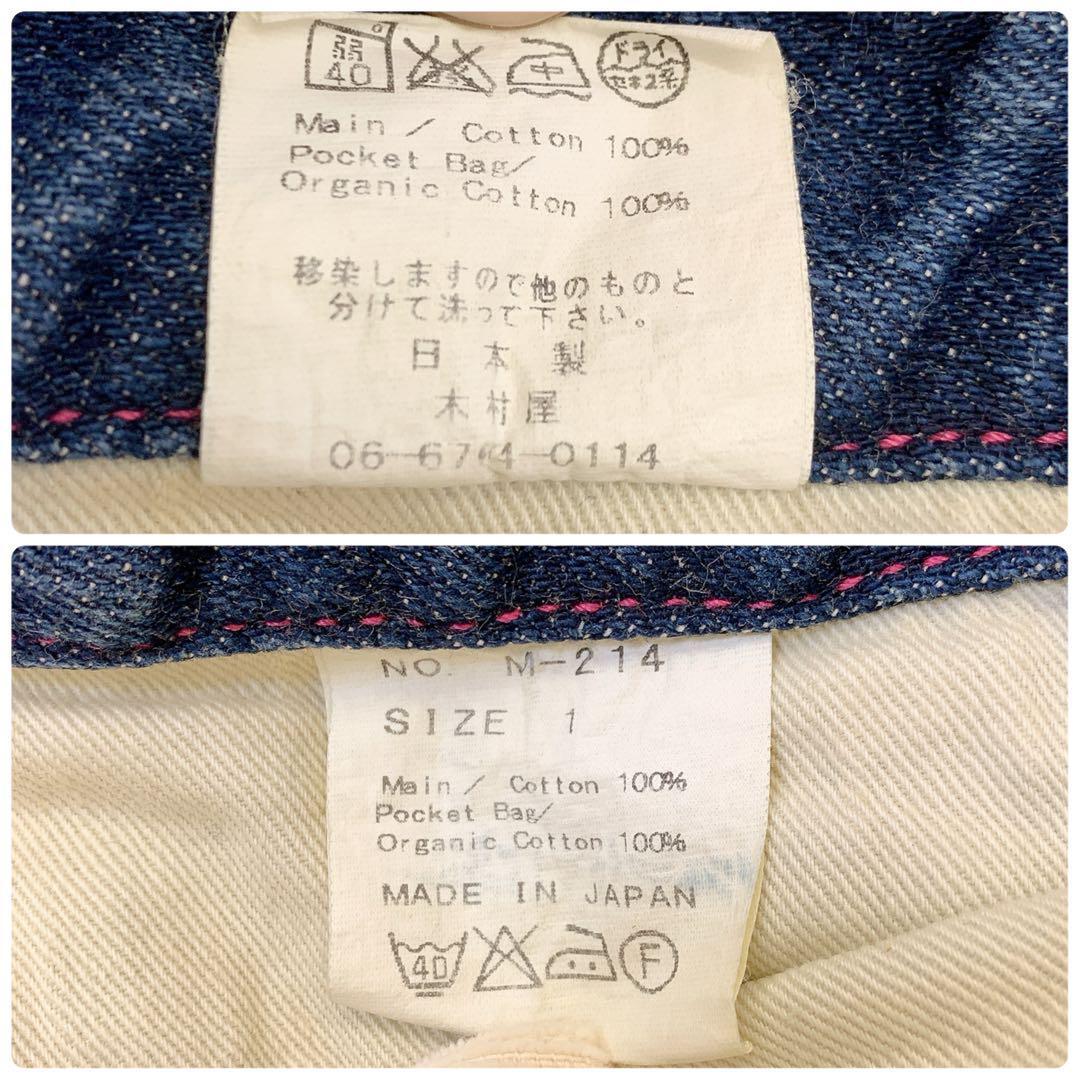 弱
40
中
ドライ
セキユ系
Main / Cotton 100%
Pocket Bag/
Organic Cotton 100%
移染しますので他のものと
分けて洗って下さい。
日本製
木村屋
06-6764-0114
NO. M-214
SIZE 1
Main / Cotton 100%
Pocket Bag/
Organic Cotton 100%
MADE IN JAPAN
40
F